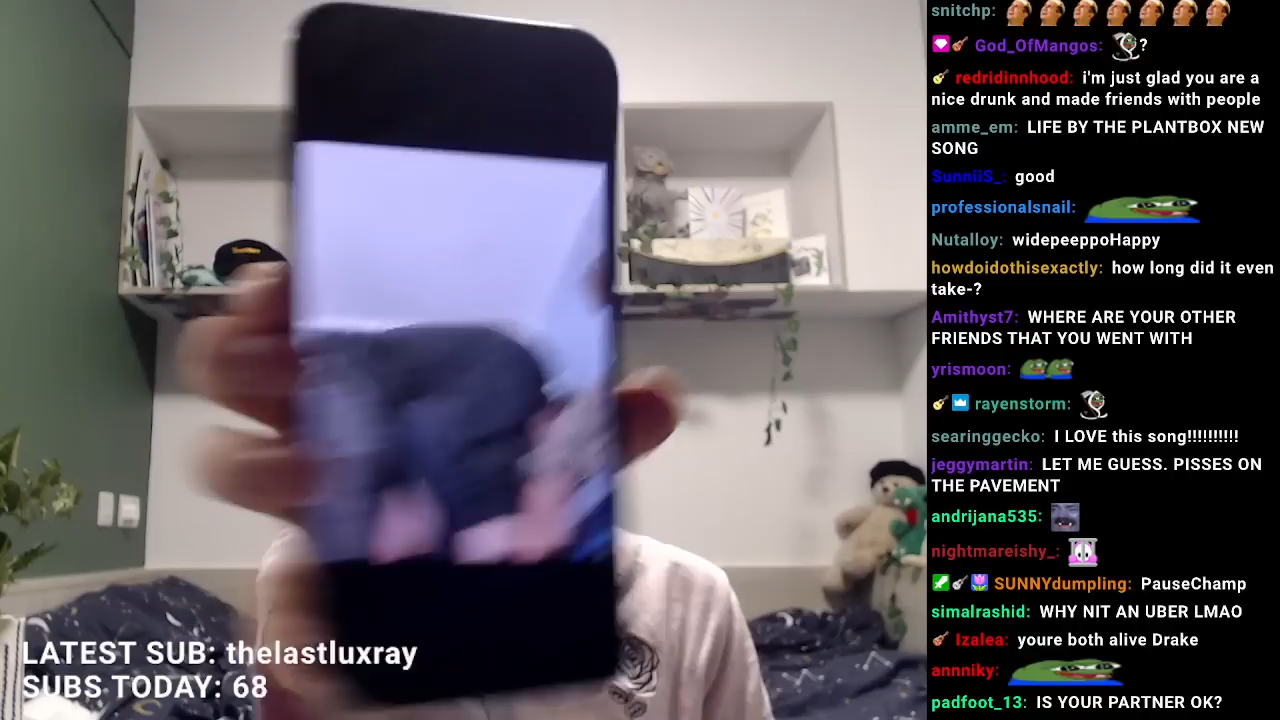 snitchp:
God_OfMangos: ?
redridinnhood: i'm just glad you are a
nice drunk and made friends with people
amme_em: LIFE BY THE PLANTBOX NEW
SONG
SunniiS_: good
professionalsnail:
Nutalloy: widepeeppoHappy
howdoidothisexactly: how long did it even
take-?
Amithyst7: WHERE ARE YOUR OTHER
FRIENDS THAT YOU WENT WITH
yrismoon:
rayenstorm:
searinggecko: I LOVE this song!!!!!!!!!!
jeggymartin: LET ME GUESS. PISSES ON
THE PAVEMENT
andrijana535:
nightmareishy_:
SUNNYdumpling: PauseChamp
simalrashid: WHY NIT AN UBER LMAO
Izalea: youre both alive Drake
annniky:
padfoot_13: IS YOUR PARTNER OK?
LATEST SUB: thelastluxray
SUBS TODAY: 68